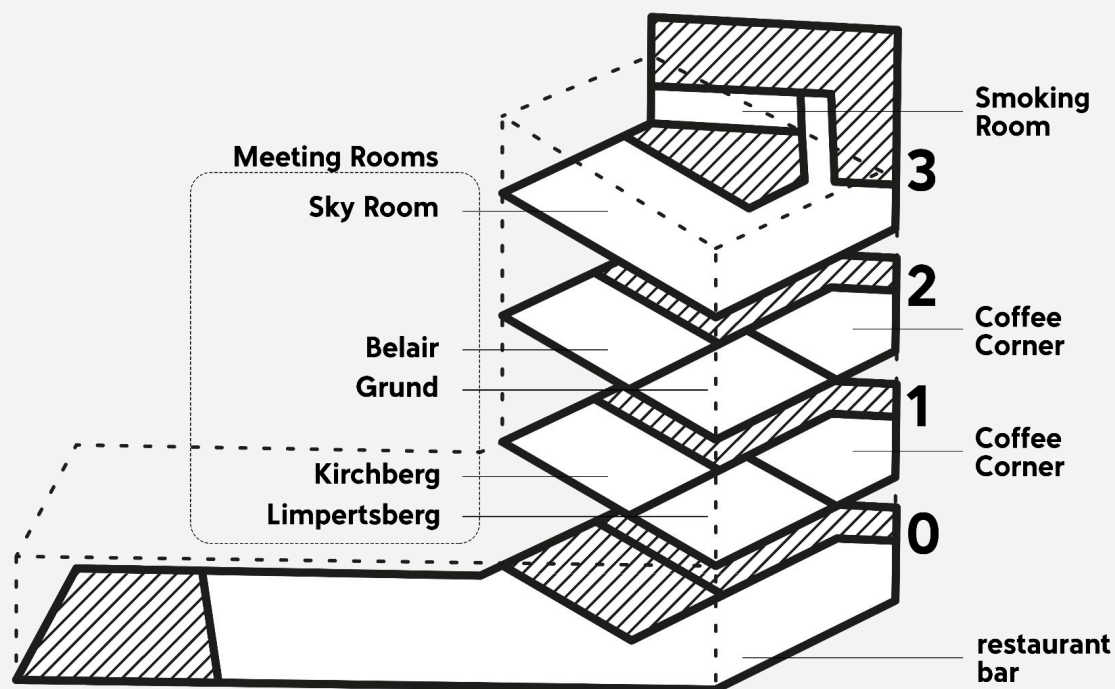 Smoking
Room
Meeting Rooms
3
Sky Room
2
Coffee
Corner
Belair
Grund
1
Coffee
Corner
Kirchberg
Limpertsberg
0
restaurant
bar